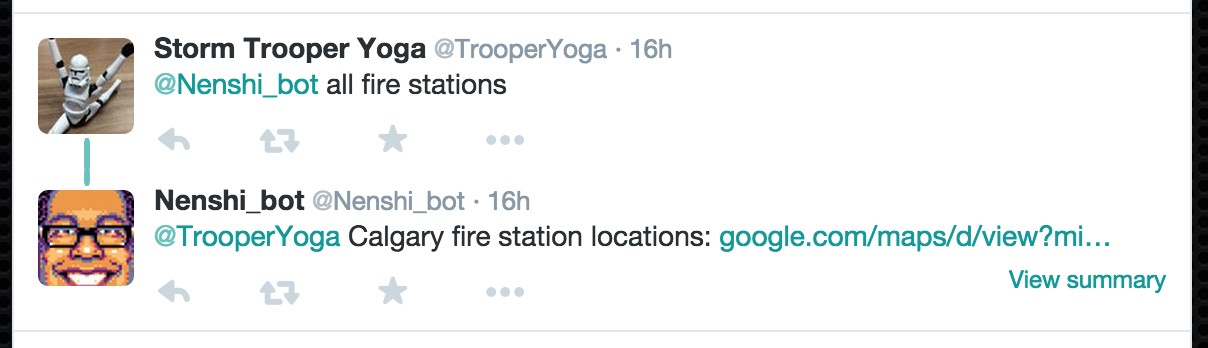 Storm Trooper Yoga @TrooperYoga · 16h
@Nenshi_bot all fire stations
Nenshi_bot @Nenshi_bot · 16h
@TrooperYoga Calgary fire station locations: google.com/maps/d/view?mi...
View summary